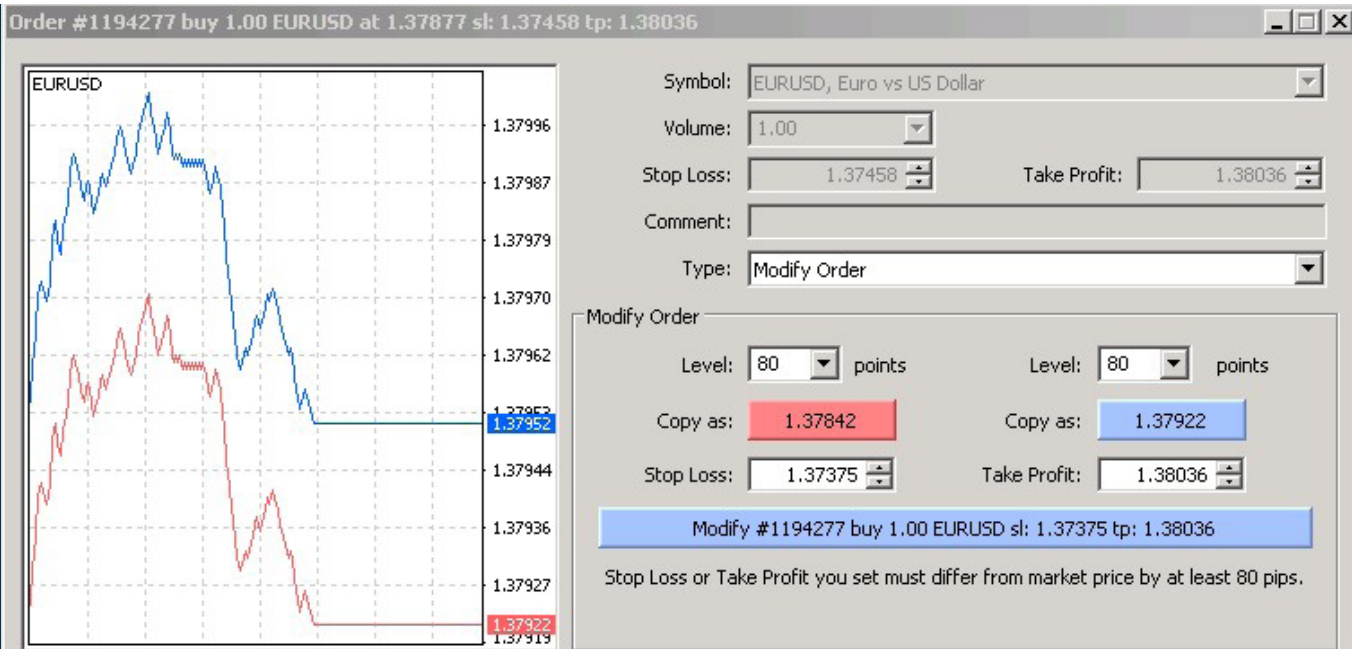 Order #1194277 buy 1.00 EURUSD at 1.37877 sl: 1.37458 tp: 1.38036
EURUSD
1.37996
1.37987
1.37979
1.37970
1.37962
1.37953
1.37952
1.37944
1.37936
1.37927
1.37922
1.37919
Symbol: EURUSD, Euro vs US Dollar
Volume: 1.00
Stop Loss: 1.37458 Take Profit: 1.38036
Comment:
Type: Modify Order
Modify Order
Level: 80 points Level: 80 points
Copy as: 1.37842 Copy as: 1.37922
Stop Loss: 1.37375 Take Profit: 1.38036
Modify #1194277 buy 1.00 EURUSD sl: 1.37375 tp: 1.38036
Stop Loss or Take Profit you set must differ from market price by at least 80 pips.